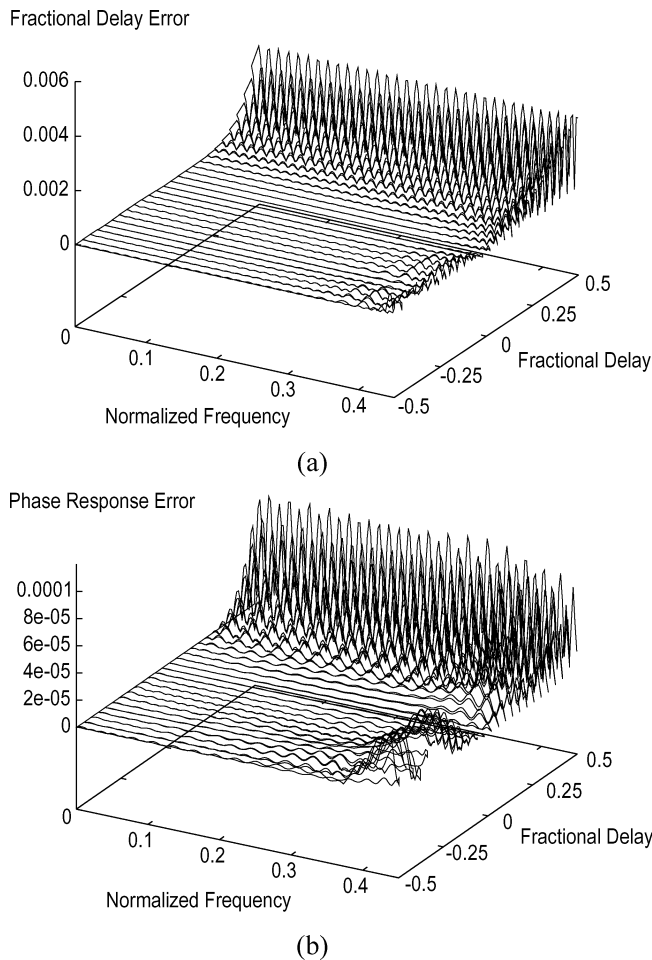 Fractional Delay Error
0.006
0.004
0.002
0
0
0.1
0.2
0.3
0.4
-0.5
-0.25
0
0.25
0.5
Fractional Delay
Normalized Frequency
(a)
Phase Response Error
0.0001
8e-05
6e-05
4e-05
2e-05
0
0
0.1
0.2
0.3
0.4
-0.5
-0.25
0
0.25
0.5
Fractional Delay
Normalized Frequency
(b)